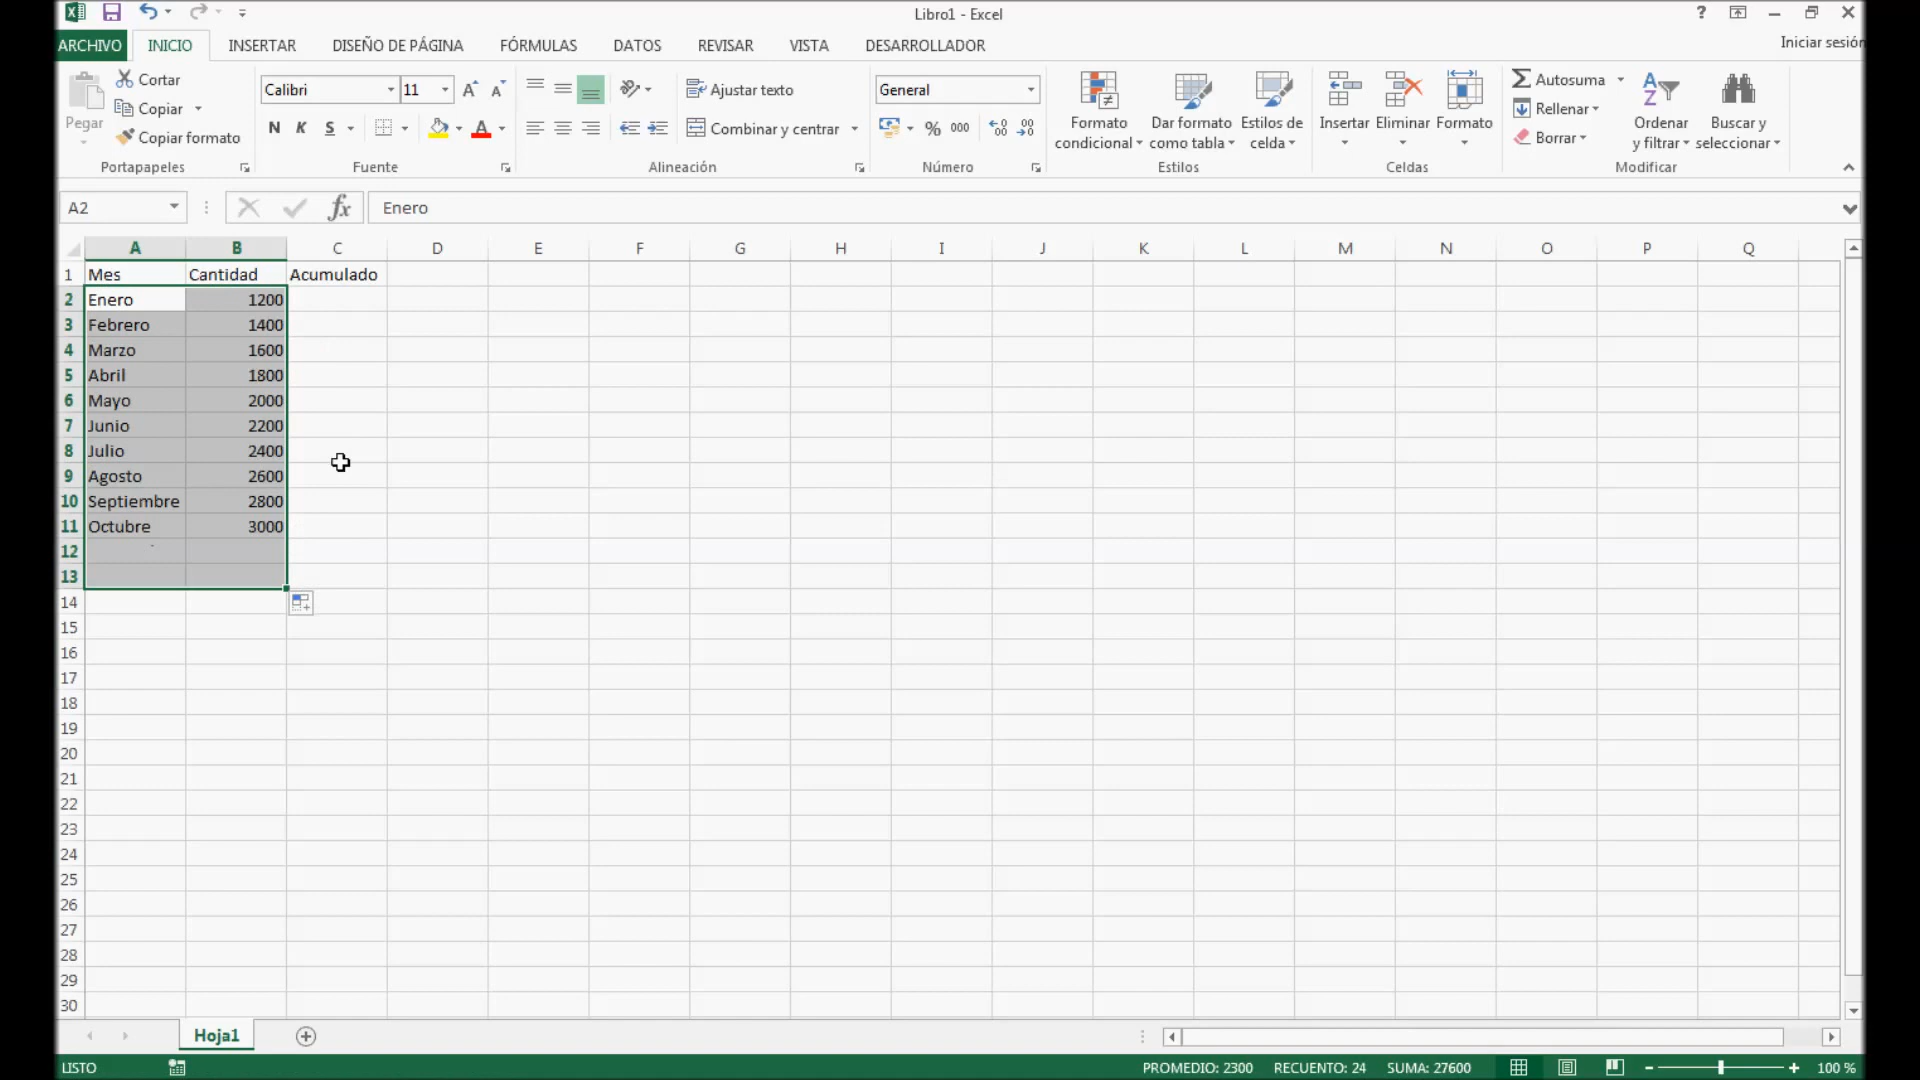 Libro1 - Excel
?
ARCHIVO INICIO INSERTAR DISEÑO DE PÁGINA FÓRMULAS DATOS REVISAR VISTA DESARROLLADOR Iniciar sesión
Pegar
Cortar
Copiar
Copiar formato
Portapapeles
Calibri 11
N K S
Fuente
Ajustar texto
Combinar y centrar
Alineación
General
% 000
Número
Formato condicional
Dar formato como tabla
Estilos de celda
Estilos
Insertar Eliminar Formato
Celdas
Autosuma
Rellenar
Borrar
Ordenar y filtrar
Buscar y seleccionar
Modificar
A2 fx Enero
A B C D E F G H I J K L M N O P Q
1 Mes Cantidad Acumulado
2 Enero 1200
3 Febrero 1400
4 Marzo 1600
5 Abril 1800
6 Mayo 2000
7 Junio 2200
8 Julio 2400
9 Agosto 2600
10 Septiembre 2800
11 Octubre 3000
12
13
14
15
16
17
18
19
20
21
22
23
24
25
26
27
28
29
30
Hoja1
LISTO PROMEDIO: 2300 RECUENTO: 24 SUMA: 27600 100 %